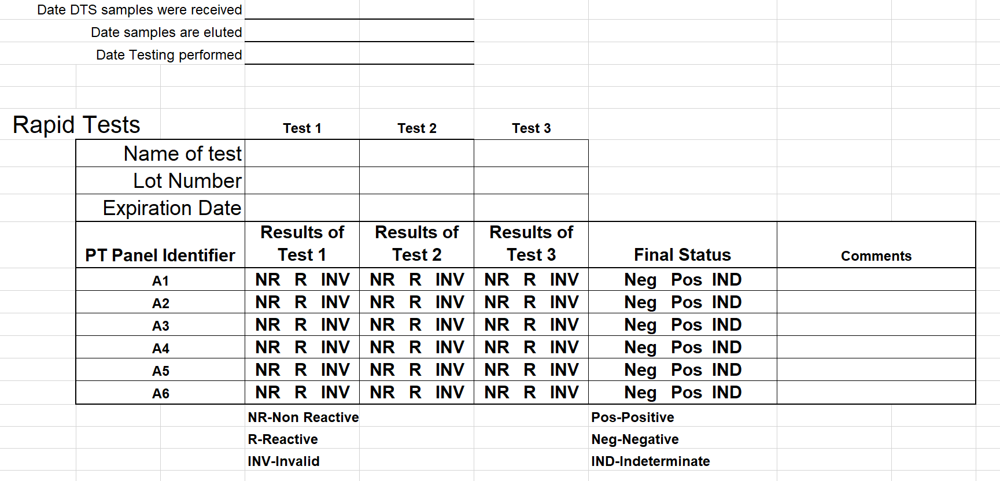 Date DTS samples were received
Date samples are eluted
Date Testing performed
Rapid Tests Test 1 Test 2 Test 3
Name of test
Lot Number
Expiration Date
PT Panel Identifier Results of Test 1 Results of Test 2 Results of Test 3 Final Status Comments
A1 NR R INV NR R INV NR R INV Neg Pos IND
A2 NR R INV NR R INV NR R INV Neg Pos IND
A3 NR R INV NR R INV NR R INV Neg Pos IND
A4 NR R INV NR R INV NR R INV Neg Pos IND
A5 NR R INV NR R INV NR R INV Neg Pos IND
A6 NR R INV NR R INV NR R INV Neg Pos IND
NR-Non Reactive Pos-Positive
R-Reactive Neg-Negative
INV-Invalid IND-Indeterminate